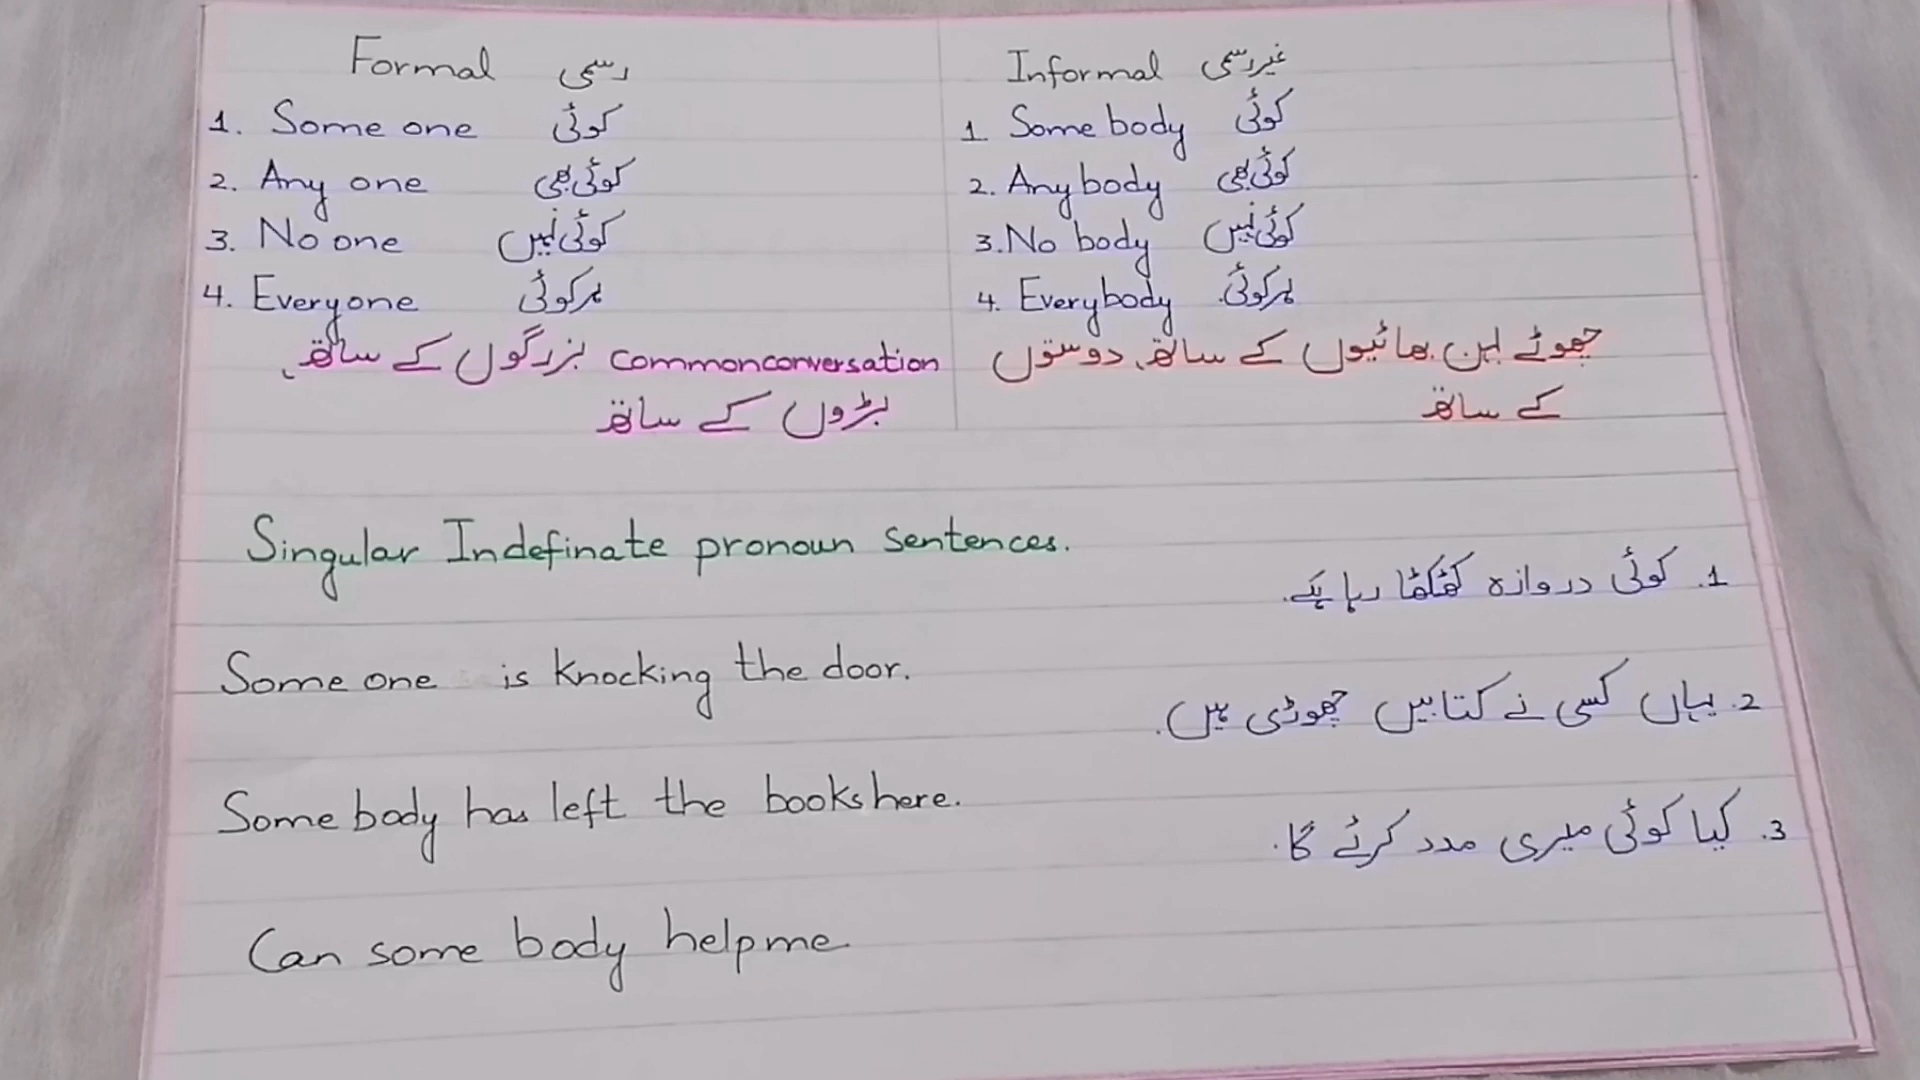 Formal رسمی
Informal غیر رسمی
1. Some one کوئی
1 Some body کوئی
2. Any one کوئی بھی
2. Any body کوئی بھی
3. No one کوئی نہیں
3. No body کوئی نہیں
4. Everyone ہر کوئی
4. Everybody ہر کوئی.
commonconversation بزرگوں کے ساتھ،
بڑوں کے ساتھ
چھوٹے بہن بھائیوں کے ساتھ، دوستوں
کے ساتھ
Singular Indefinate pronoun sentences.
1. کوئی دروازہ کھٹکھٹا رہا ہے.
Some one is knocking the door.
2. یہاں کسی نے کتابیں چھوڑی ہیں.
Some body has left the books here.
3. کیا کوئی میری مدد کرئے گا.
Can some body help me